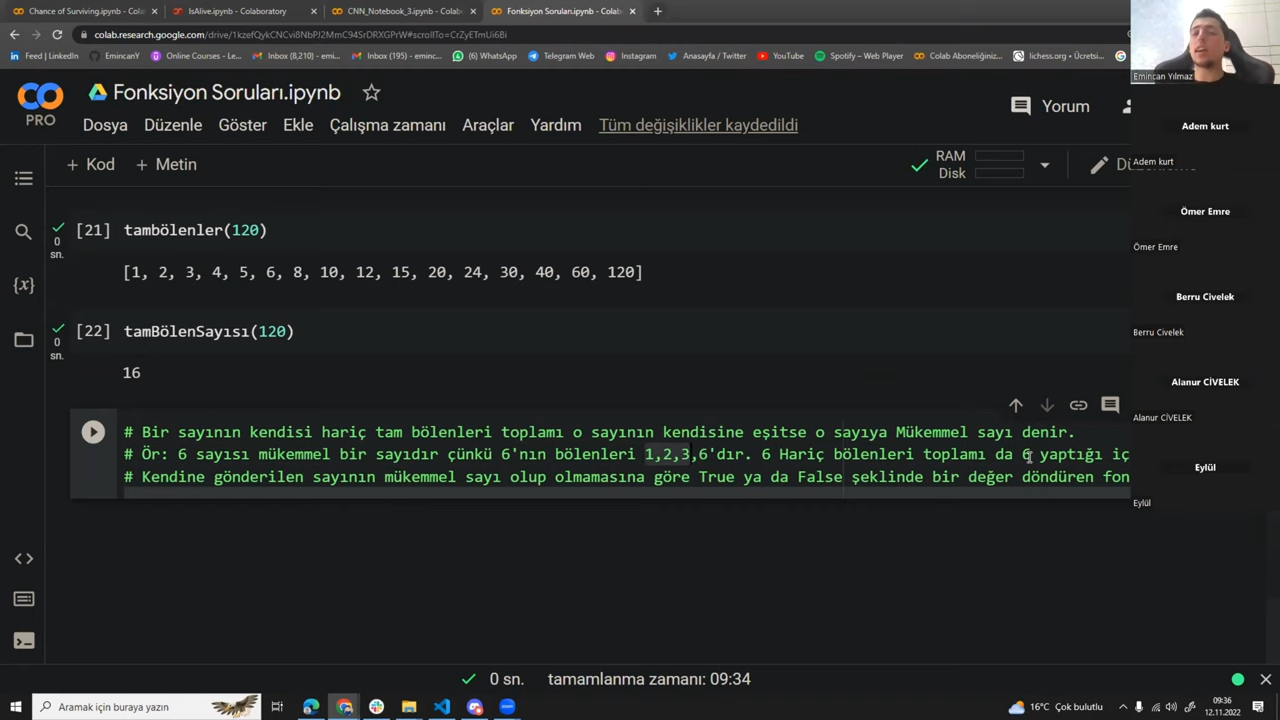 Chance of Surviving.ipynb - Colab
IsAlive.ipynb - Colaboratory
CNN_Notebook_3.ipynb - Colab
Fonksiyon Soruları.ipynb - Colab
colab.research.google.com/drive/1kzefQykCNCvi8NbPJ2MmC94SrDRXGPrW#scrollTo=CrZyETmUii6Bi
Feed | LinkedIn
EmincanY
Online Courses - Le...
Inbox (8,210) - emi...
Inbox (195) - eminc...
(6) WhatsApp
Telegram Web
Instagram
Anasayfa / Twitter
YouTube
Spotify – Web Player
Colab Aboneliğiniz...
lichess.org • Ücretsi...
PRO
Fonksiyon Soruları.ipynb
Yorum
Dosya Düzenle Göster Ekle Çalışma zamanı Araçlar Yardım Tüm değişiklikler kaydedildi
+ Kod + Metin
RAM
Disk
[21] tambölenler(120)
0
sn.
[1, 2, 3, 4, 5, 6, 8, 10, 12, 15, 20, 24, 30, 40, 60, 120]
[22] tamBölenSayısı(120)
0
sn.
16
# Bir sayının kendisi hariç tam bölenleri toplamı o sayının kendisine eşitse o sayıya Mükemmel sayı denir.
# Ör: 6 sayısı mükemmel bir sayıdır çünkü 6'nın bölenleri 1,2,3,6'dır. 6 Hariç bölenleri toplamı da 6 yaptığı iç
# Kendine gönderilen sayının mükemmel sayı olup olmamasına göre True ya da False şeklinde bir değer döndüren fon
Emincan Yılmaz
Adem kurt
Adem kurt
Ömer Emre
Ömer Emre
Berru Civelek
Berru Civelek
Alanur CİVELEK
Alanur CİVELEK
Eylül
Eylül
0 sn. tamamlanma zamanı: 09:34
Aramak için buraya yazın
16°C Çok bulutlu
09:36
12.11.2022